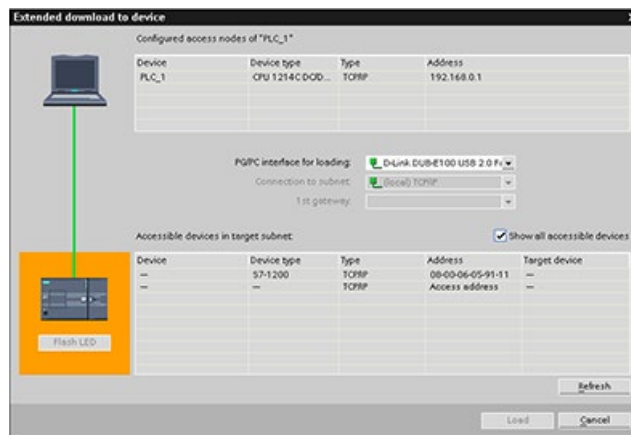 Extended download to device
Configured access nodes of "PLC_1"
Device Device type Type Address
PLC_1 CPU 1214C DC/D... TCP/IP 192.168.0.1
PG/PC interface for loading: D-Link DUB-E100 USB 2.0 Fa
Connection to subnet: (local) TCP/IP
1st gateway:
Accessible devices in target subnet: Show all accessible devices
Device Device type Type Address Target device
— S7-1200 TCP/IP 08-00-06-05-91-11 —
— — TCP/IP Access address —
Flash LED
Refresh
Load Cancel